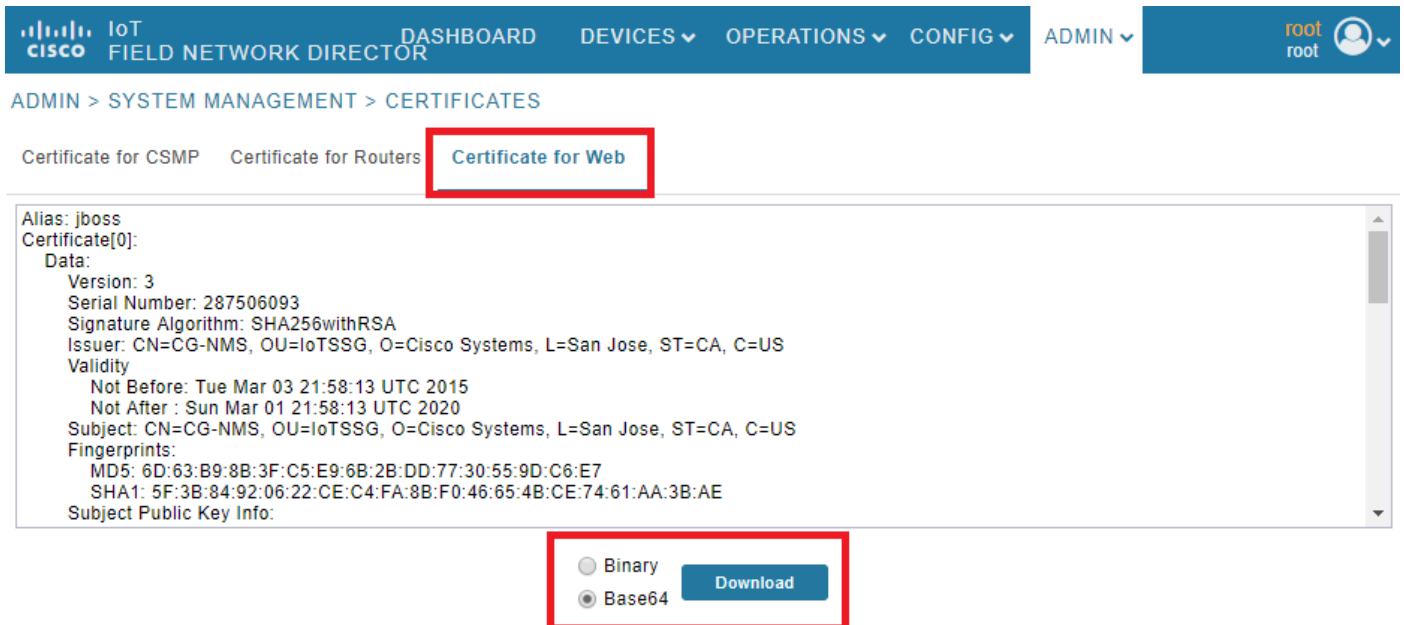 cisco IoT FIELD NETWORK DIRECTOR DASHBOARD DEVICES OPERATIONS CONFIG ADMIN root root
ADMIN > SYSTEM MANAGEMENT > CERTIFICATES
Certificate for CSMP Certificate for Routers Certificate for Web
Alias: jboss
Certificate[0]:
Data:
Version: 3
Serial Number: 287506093
Signature Algorithm: SHA256withRSA
Issuer: CN=CG-NMS, OU=IoTSSG, O=Cisco Systems, L=San Jose, ST=CA, C=US
Validity
Not Before: Tue Mar 03 21:58:13 UTC 2015
Not After : Sun Mar 01 21:58:13 UTC 2020
Subject: CN=CG-NMS, OU=IoTSSG, O=Cisco Systems, L=San Jose, ST=CA, C=US
Fingerprints:
MD5: 6D:63:B9:8B:3F:C5:E9:6B:2B:DD:77:30:55:9D:C6:E7
SHA1: 5F:3B:84:92:06:22:CE:C4:FA:8B:F0:46:65:4B:CE:74:61:AA:3B:AE
Subject Public Key Info:
Binary
Base64
Download